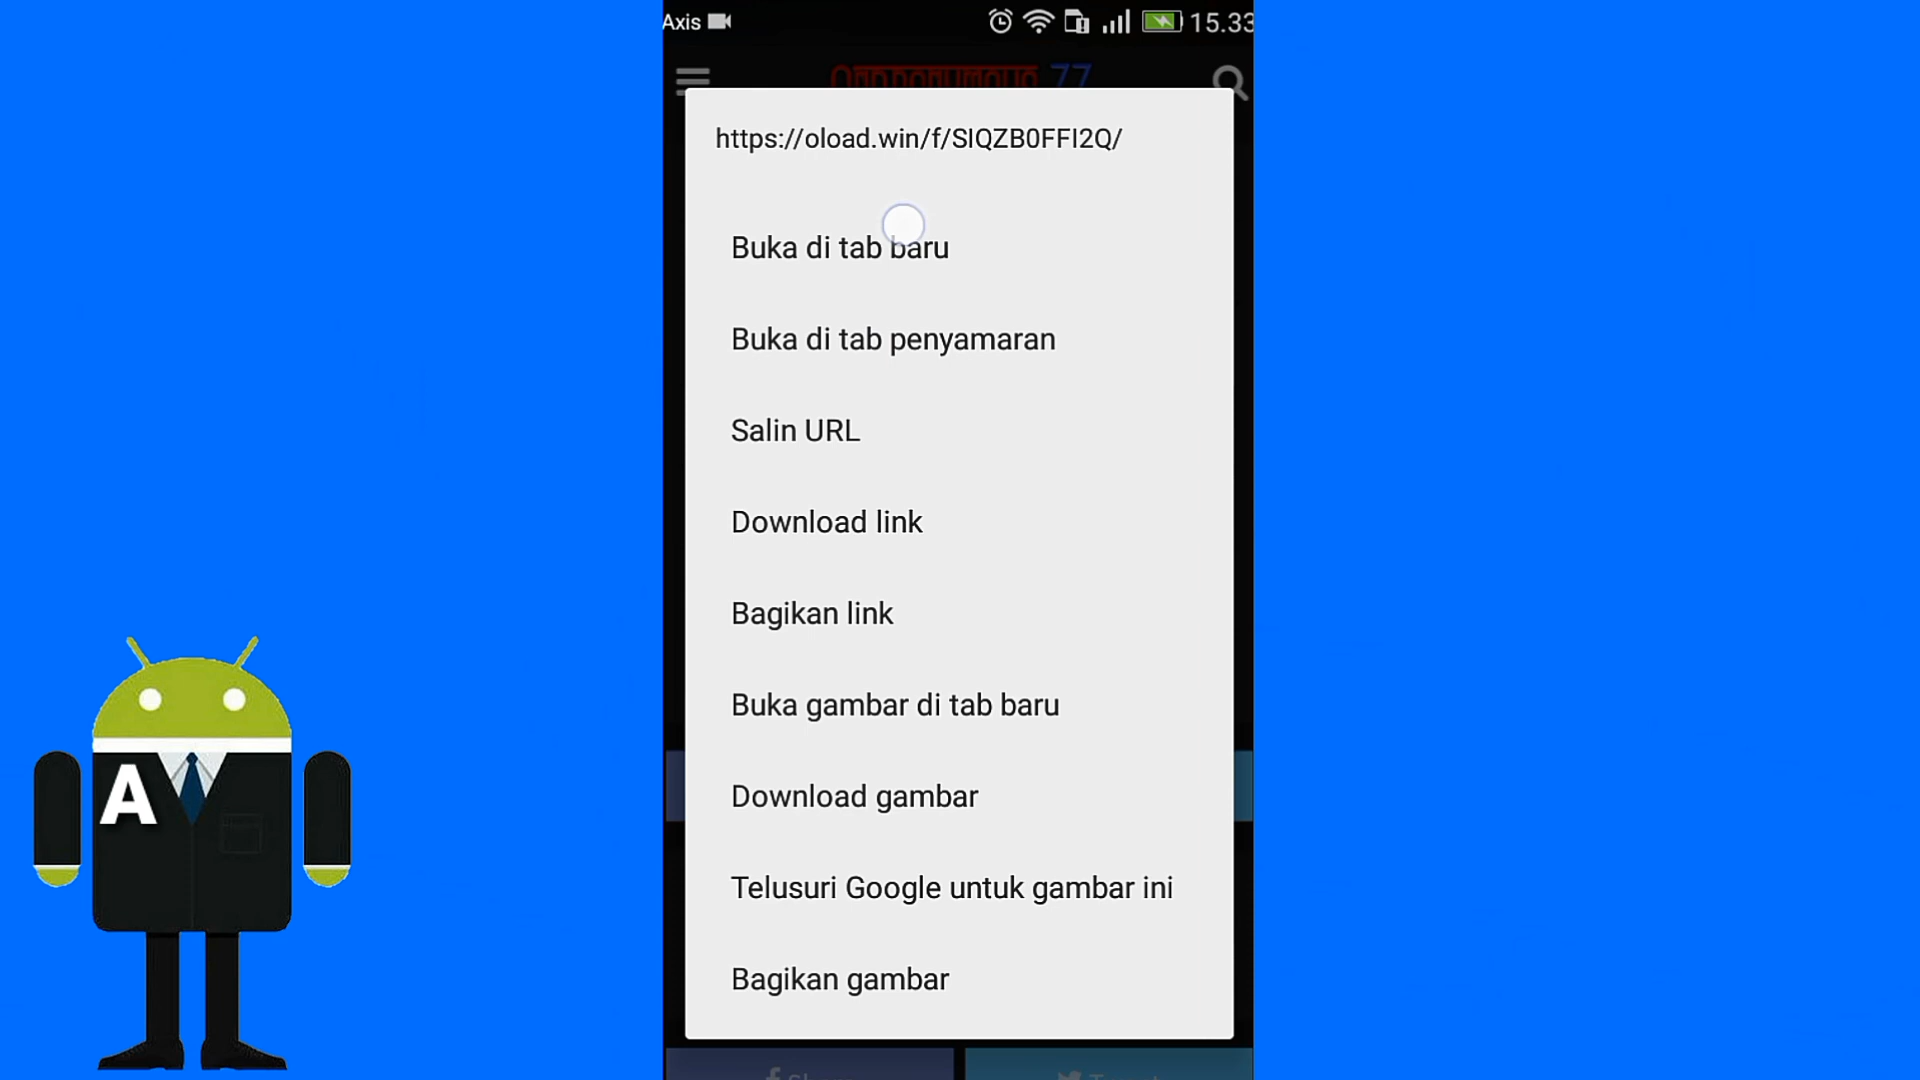 Axis 15.33
77
https://oload.win/f/SIQZB0FFI2Q/
Buka di tab baru
Buka di tab penyamaran
Salin URL
Download link
Bagikan link
Buka gambar di tab baru
Download gambar
Telusuri Google untuk gambar ini
Bagikan gambar
A